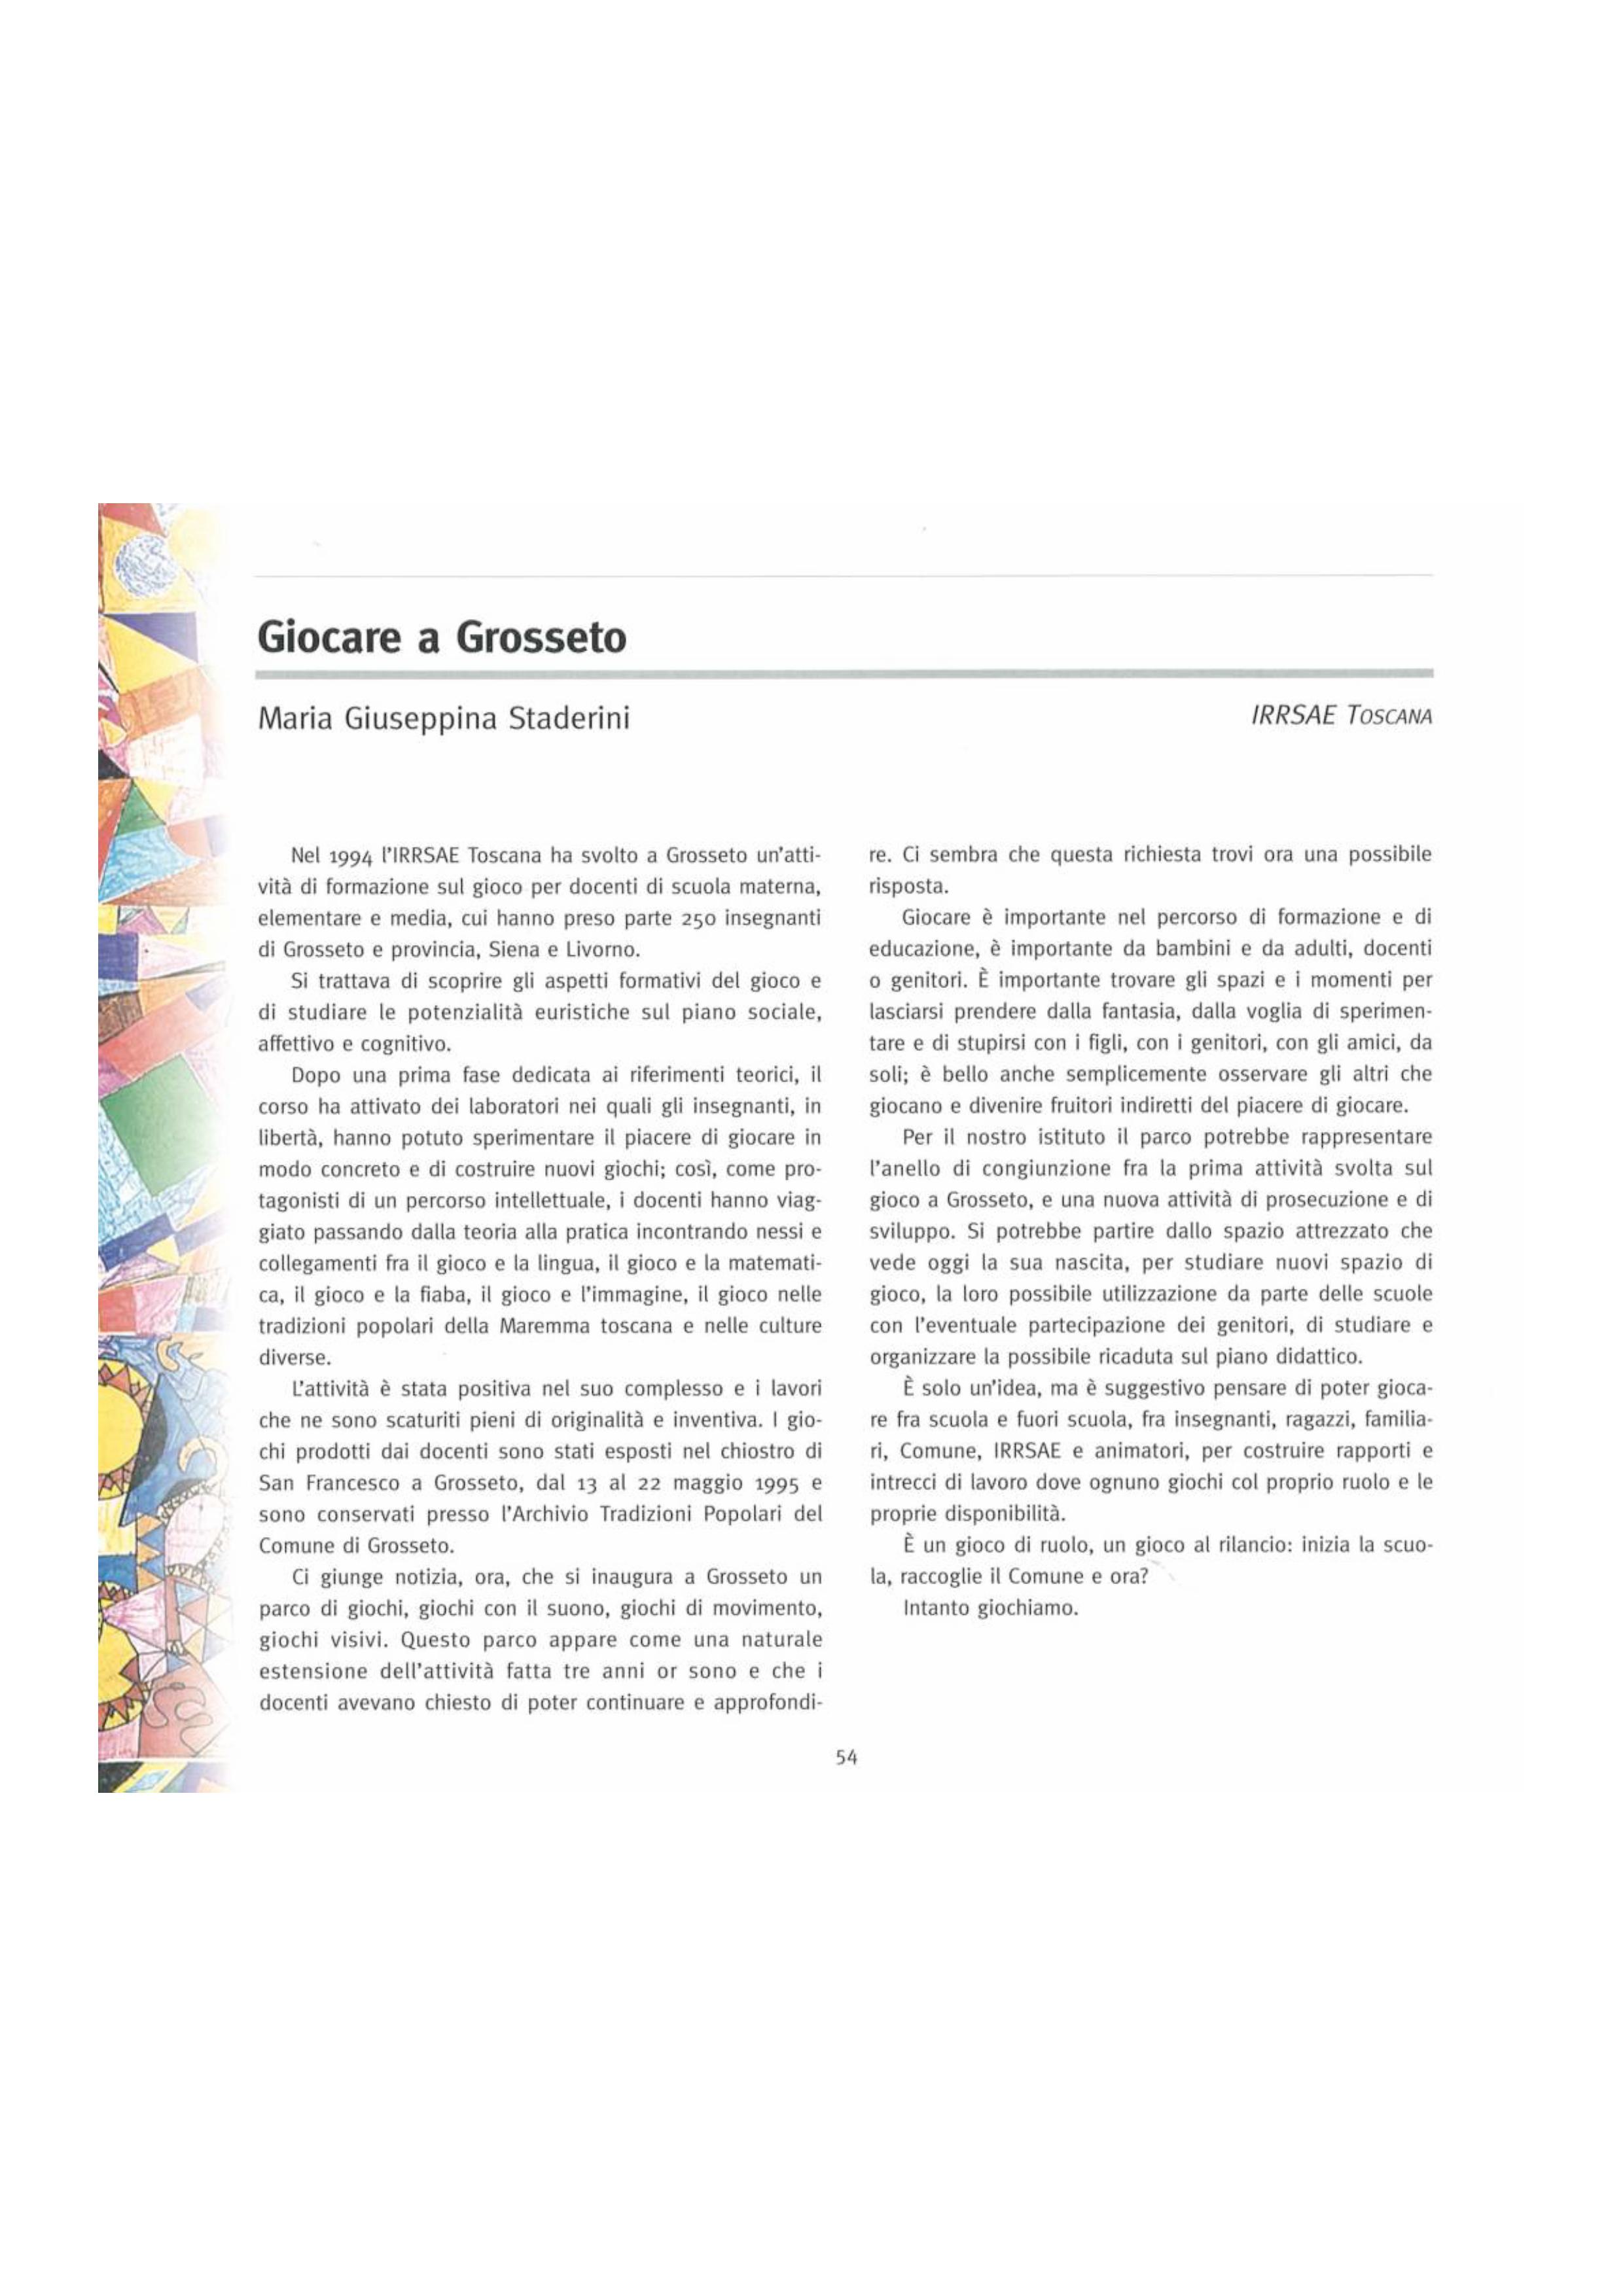 Giocare a Grosseto
Maria Giuseppina Staderini
IRRSAE TOSCANA
Nel 1994 l'IRRSAE Toscana ha svolto a Grosseto un'atti-
vità di formazione sul gioco per docenti di scuola materna,
elementare e media, cui hanno preso parte 250 insegnanti
di Grosseto e provincia, Siena e Livorno.
Si trattava di scoprire gli aspetti formativi del gioco e
di studiare le potenzialità euristiche sul piano sociale,
affettivo e cognitivo.
Dopo una prima fase dedicata ai riferimenti teorici, il
corso ha attivato dei laboratori nei quali gli insegnanti, in
libertà, hanno potuto sperimentare il piacere di giocare in
modo concreto e di costruire nuovi giochi; così, come pro-
tagonisti di un percorso intellettuale, i docenti hanno viag-
giato passando dalla teoria alla pratica incontrando nessi e
collegamenti fra il gioco e la lingua, il gioco e la matemati-
ca, il gioco e la fiaba, il gioco e l'immagine, il gioco nelle
tradizioni popolari della Maremma toscana e nelle culture
diverse.
L'attività è stata positiva nel suo complesso e i lavori
che ne sono scaturiti pieni di originalità e inventiva. I gio-
chi prodotti dai docenti sono stati esposti nel chiostro di
San Francesco a Grosseto, dal 13 al 22 maggio 1995 e
sono conservati presso l'Archivio Tradizioni Popolari del
Comune di Grosseto.
Ci giunge notizia, ora, che si inaugura a Grosseto un
parco di giochi, giochi con il suono, giochi di movimento,
giochi visivi. Questo parco appare come una naturale
estensione dell'attività fatta tre anni or sono e che i
docenti avevano chiesto di poter continuare e approfondi-
re. Ci sembra che questa richiesta trovi ora una possibile
risposta.
Giocare è importante nel percorso di formazione e di
educazione, è importante da bambini e da adulti, docenti
o genitori. È importante trovare gli spazi e i momenti per
lasciarsi prendere dalla fantasia, dalla voglia di sperimen-
tare e di stupirsi con i figli, con i genitori, con gli amici, da
soli; è bello anche semplicemente osservare gli altri che
giocano e divenire fruitori indiretti del piacere di giocare.
Per il nostro istituto il parco potrebbe rappresentare
l'anello di congiunzione fra la prima attività svolta sul
gioco a Grosseto, e una nuova attività di prosecuzione e di
sviluppo. Si potrebbe partire dallo spazio attrezzato che
vede oggi la sua nascita, per studiare nuovi spazio di
gioco, la loro possibile utilizzazione da parte delle scuole
con l'eventuale partecipazione dei genitori, di studiare e
organizzare la possibile ricaduta sul piano didattico.
È solo un'idea, ma è suggestivo pensare di poter gioca-
re fra scuola e fuori scuola, fra insegnanti, ragazzi, familia-
ri, Comune, IRRSAE e animatori, per costruire rapporti e
intrecci di lavoro dove ognuno giochi col proprio ruolo e le
proprie disponibilità.
È un gioco di ruolo, un gioco al rilancio: inizia la scuo-
la, raccoglie il Comune e ora?
Intanto giochiamo.
54